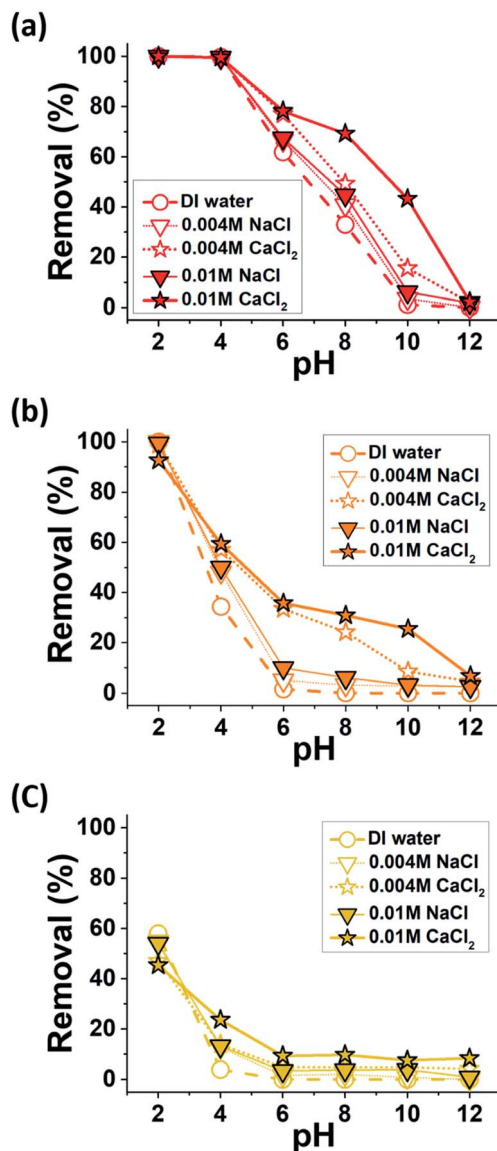 (a)
Removal (%)
100
80
60
40
20
0
DI water
0.004M NaCl
0.004M CaCl₂
0.01M NaCl
0.01M CaCl₂
2 4 6 8 10 12
pH
(b)
Removal (%)
100
80
60
40
20
0
DI water
0.004M NaCl
0.004M CaCl₂
0.01M NaCl
0.01M CaCl₂
2 4 6 8 10 12
pH
(C)
Removal (%)
100
80
60
40
20
0
DI water
0.004M NaCl
0.004M CaCl₂
0.01M NaCl
0.01M CaCl₂
2 4 6 8 10 12
pH